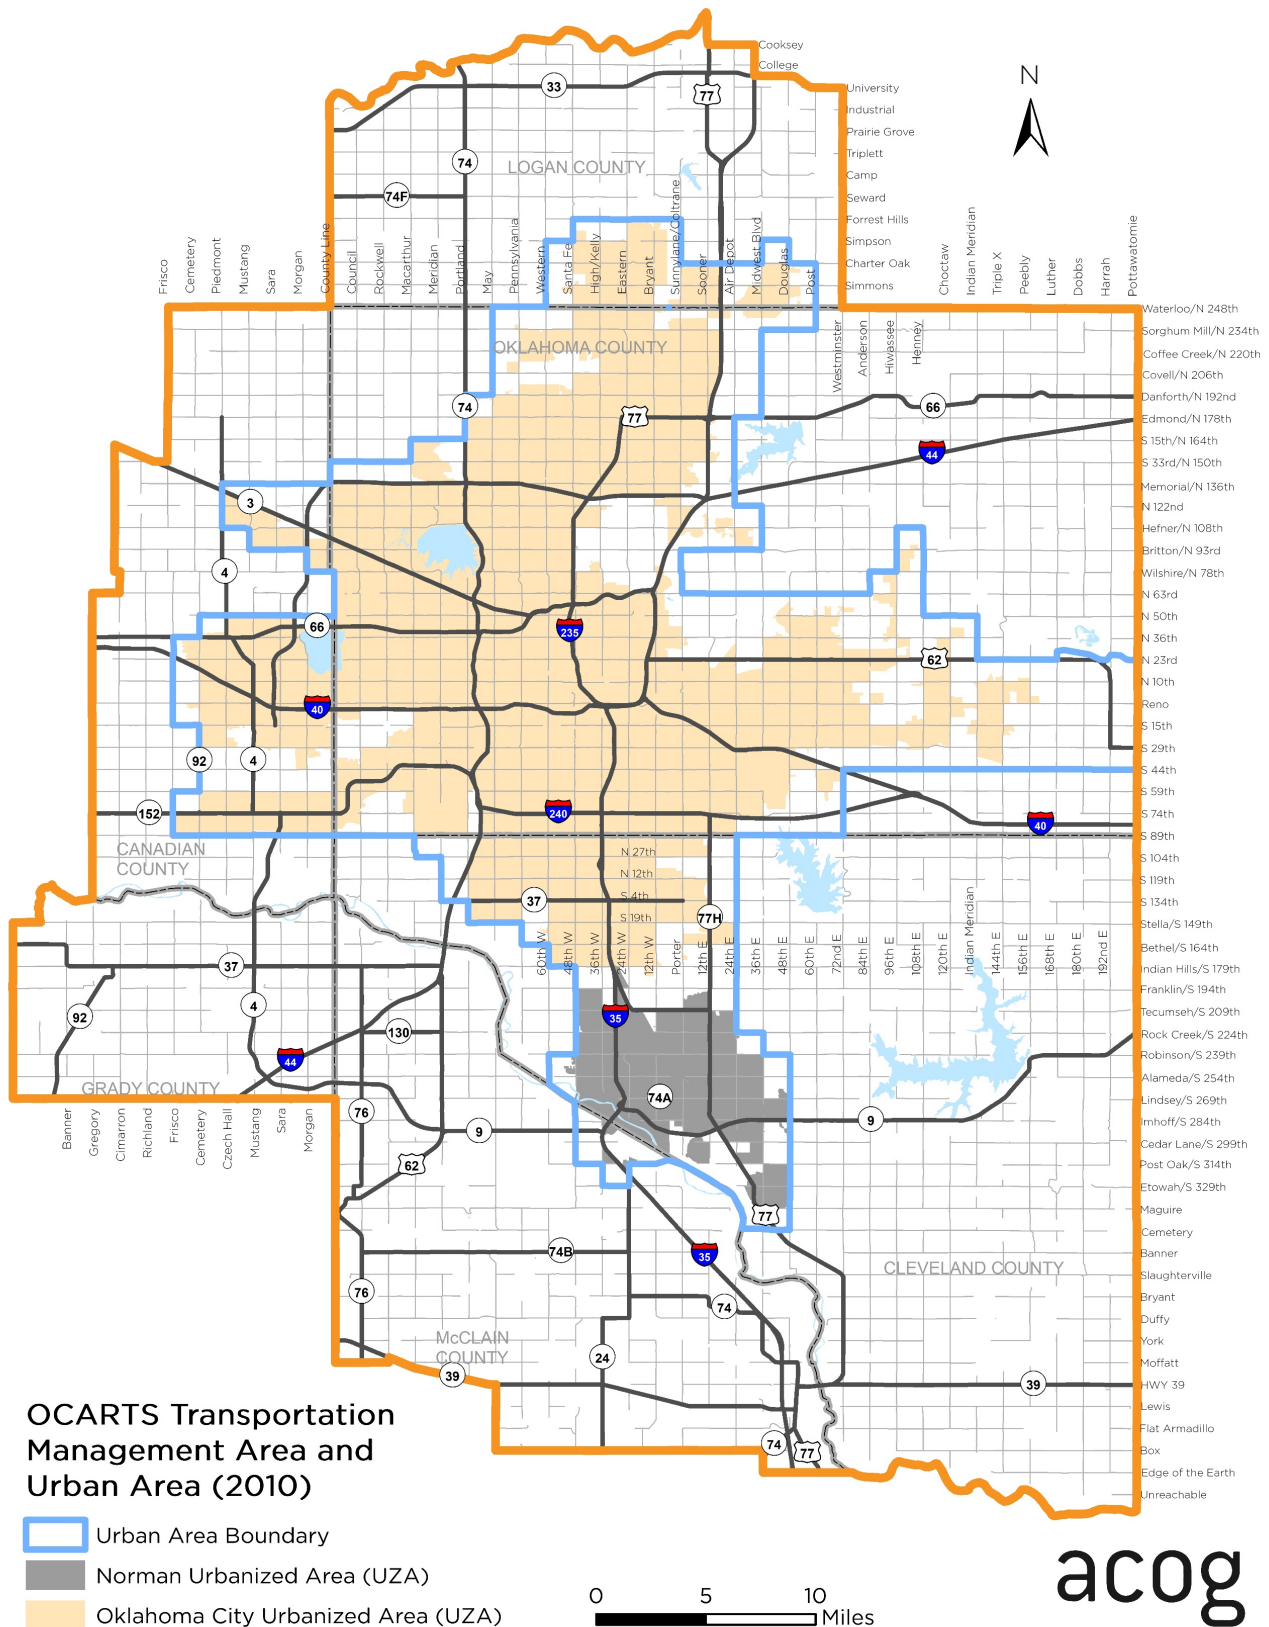 Cooksey
College
University
Industrial
Prairie Grove
Triplett
Camp
Seward
Forrest Hills
Simpson
Charter Oak
Simmons
N
33
77
74
LOGAN COUNTY
74F
Frisco
Cemetery
Piedmont
Mustang
Sara
Morgan
County Line
Council
Rockwell
Macarthur
Meridian
Portland
May
Pennsylvania
Western
Santa Fe
High/Kelly
Eastern
Bryant
Sunnylane/Coltrane
Sooner
Air Depot
Midwest Blvd
Douglas
Post
Westminster
Anderson
Hiwassee
Henney
Choctaw
Indian Meridian
Triple X
Peebly
Luther
Dobbs
Harrah
Pottawatomie
Waterloo/N 248th
Sorghum Mill/N 234th
Coffee Creek/N 220th
Covell/N 206th
Danforth/N 192nd
Edmond/N 178th
S 15th/N 164th
S 33rd/N 150th
Memorial/N 136th
N 122nd
Hefner/N 108th
Britton/N 93rd
Wilshire/N 78th
N 63rd
N 50th
N 36th
N 23rd
N 10th
Reno
S 15th
S 29th
S 44th
S 59th
S 74th
S 89th
S 104th
S 119th
S 134th
Stella/S 149th
Bethel/S 164th
Indian Hills/S 179th
Franklin/S 194th
Tecumseh/S 209th
Rock Creek/S 224th
Robinson/S 239th
Alameda/S 254th
Lindsey/S 269th
Imhoff/S 284th
Cedar Lane/S 299th
Post Oak/S 314th
Etowah/S 329th
Maguire
Cemetery
Banner
Slaughterville
Bryant
Duffy
York
Moffatt
HWY 39
Lewis
Flat Armadillo
Box
Edge of the Earth
Unreachable
OKLAHOMA COUNTY
74
77
66
44
3
4
66
235
62
40
92
4
152
240
40
CANADIAN
COUNTY
N 27th
N 12th
S 4th
S 19th
37
77H
60th W
48th W
36th W
24th W
12th W
Porter
12th E
24th E
36th E
48th E
60th E
72nd E
84th E
96th E
108th E
120th E
Indian Meridian
144th E
156th E
168th E
180th E
192nd E
37
4
92
130
35
44
GRADY COUNTY
74A
76
9
9
62
Banner
Gregory
Cimarron
Richland
Frisco
Cemetery
Czech Hall
Mustang
Sara
Morgan
77
74B
35
CLEVELAND COUNTY
76
74
McCLAIN
COUNTY
24
39
39
74
77
OCARTS Transportation
Management Area and
Urban Area (2010)
Urban Area Boundary
Norman Urbanized Area (UZA)
Oklahoma City Urbanized Area (UZA)
0 5 10
Miles
acog